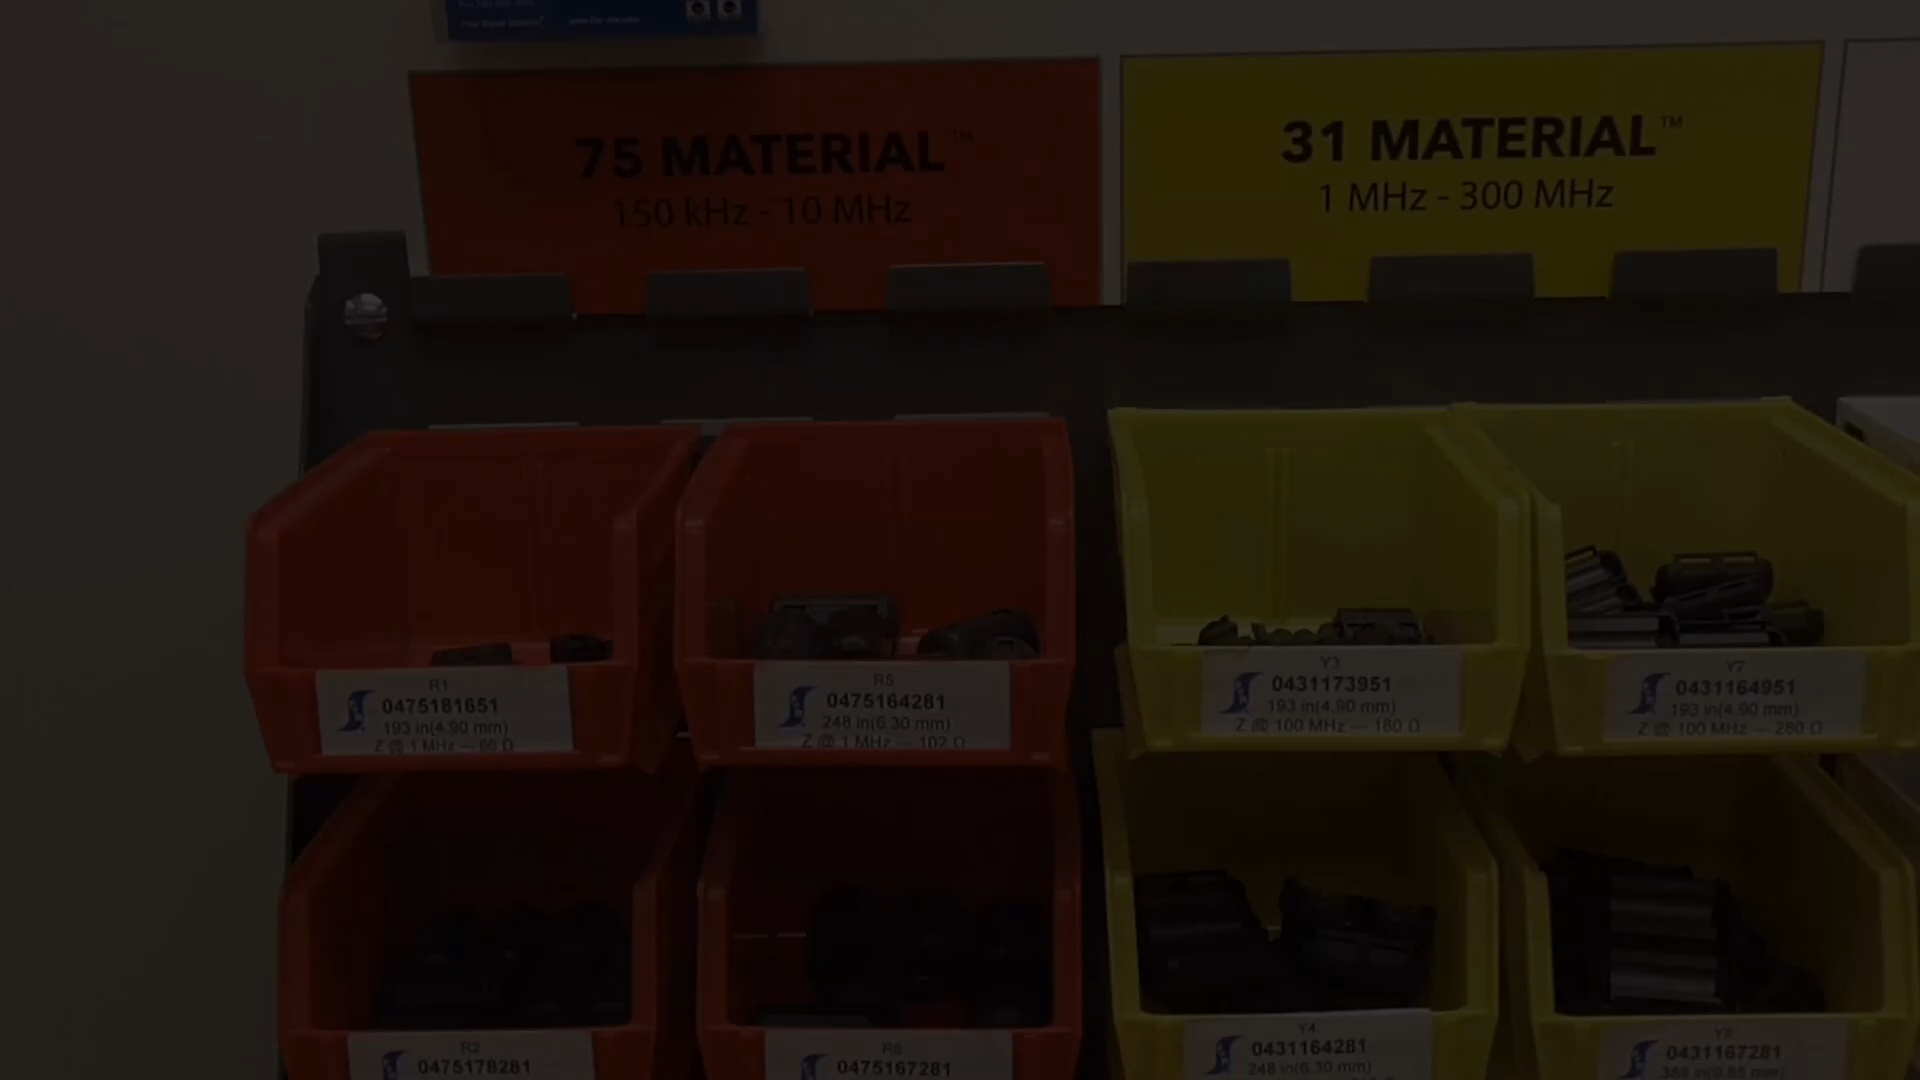 75 MATERIAL™
150 kHz - 10 MHz
31 MATERIAL™
1 MHz - 300 MHz
R1
0475181651
193 in(4.90 mm)
Z @ 1 MHz — 68 Ω
R5
0475164281
248 in(6.30 mm)
Z @ 1 MHz — 102 Ω
Y3
0431173951
193 in(4.90 mm)
Z @ 100 MHz — 180 Ω
Y7
0431164951
193 in(4.90 mm)
Z @ 100 MHz — 280 Ω
R2
0475178281
R6
0475167281
Y4
0431164281
248 in(6.30 mm)
Y8
0431167281